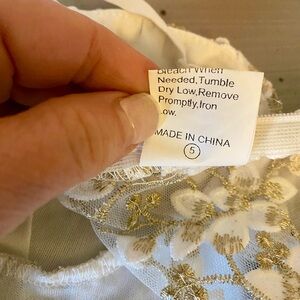 Bleach When
Needed,Tumble
Dry Low,Remove
Promptly,Iron
Low.
MADE IN CHINA
5